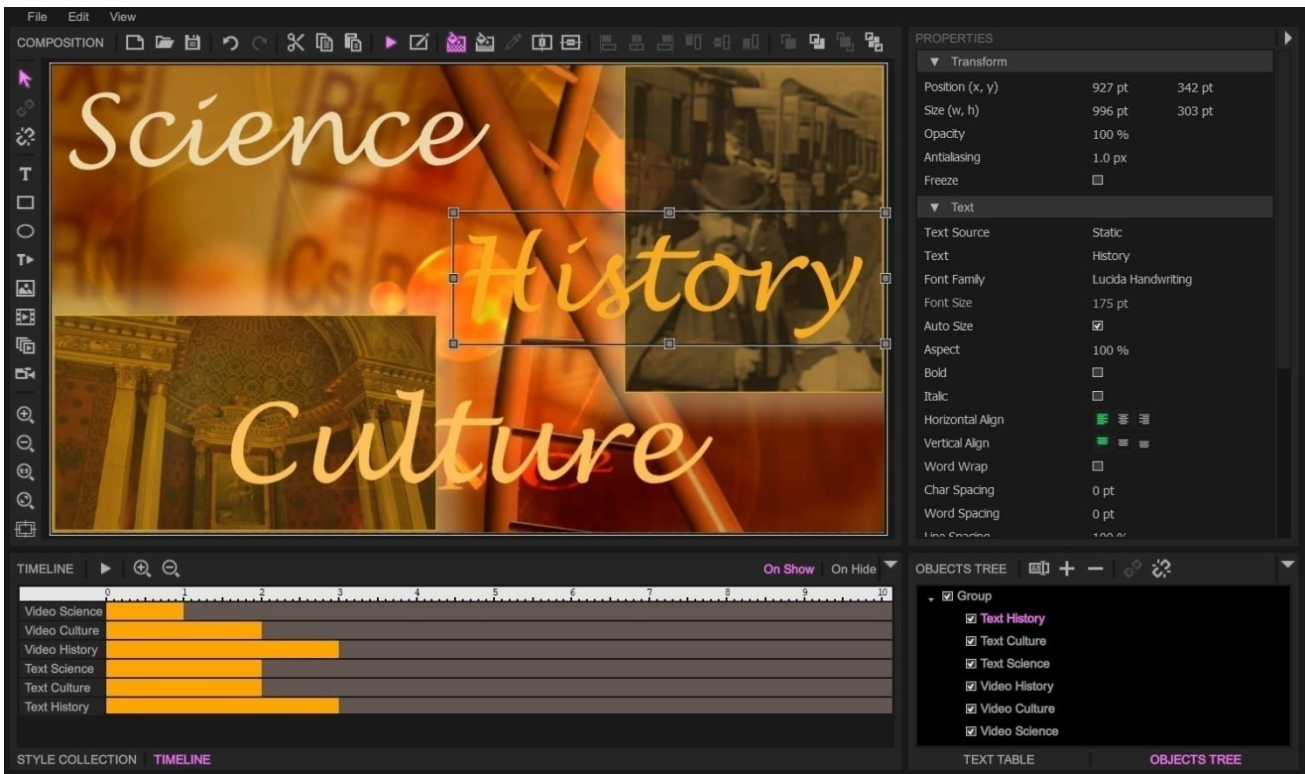 File Edit View
COMPOSITION
Science
History
Culture
PROPERTIES
Transform
Position (x, y) 927 pt 342 pt
Size (w, h) 996 pt 303 pt
Opacity 100 %
Antialiasing 1.0 px
Freeze
Text
Text Source Static
Text History
Font Family Lucida Handwriting
Font Size 175 pt
Auto Size
Aspect 100 %
Bold
Italic
Horizontal Align
Vertical Align
Word Wrap
Char Spacing 0 pt
Word Spacing 0 pt
Line Spacing 100 %
TIMELINE On Show On Hide
0 1 2 3 4 5 6 7 8 9 10
Video Science
Video Culture
Video History
Text Science
Text Culture
Text History
STYLE COLLECTION TIMELINE
OBJECTS TREE
Group
Text History
Text Culture
Text Science
Video History
Video Culture
Video Science
TEXT TABLE OBJECTS TREE